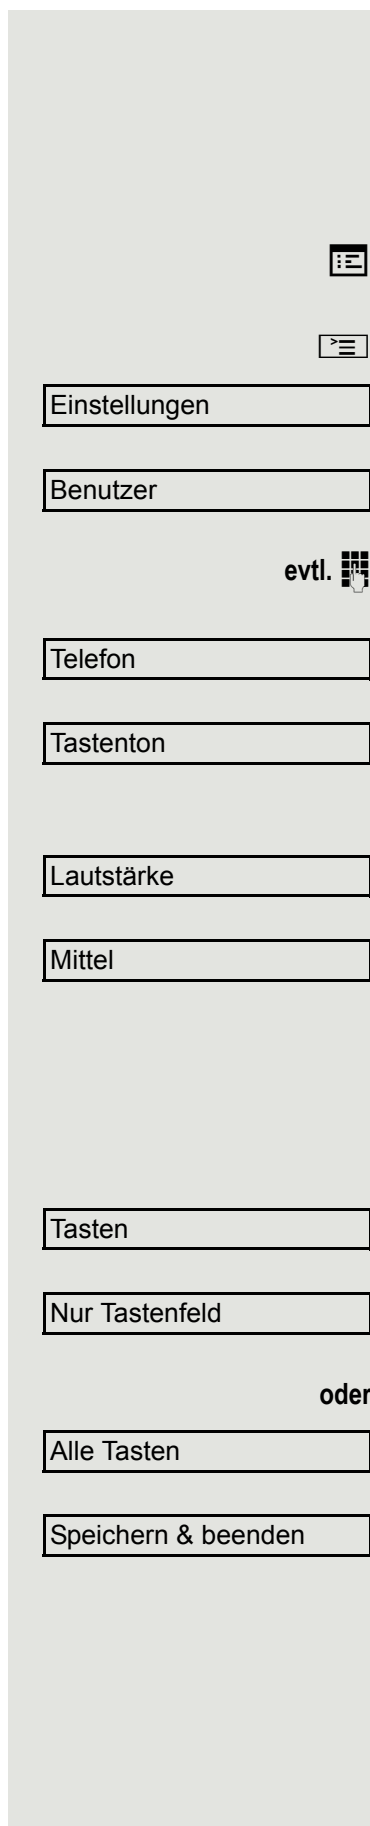 Einstellungen
Benutzer
evtl.
Telefon
Tastenton
Lautstärke
Mittel
Tasten
Nur Tastenfeld
oder
Alle Tasten
Speichern & beenden